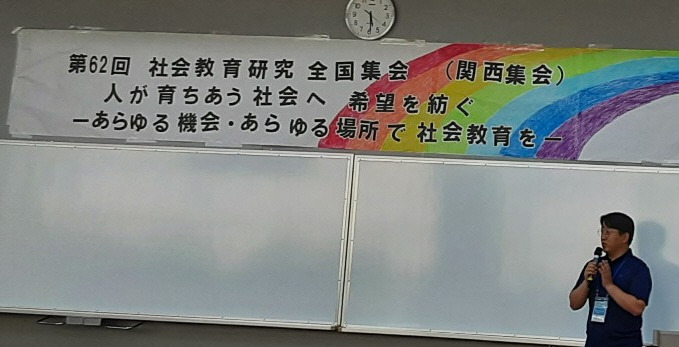 第62回 社会教育研究 全国集会 （関西集会）
人が育ちあう社会へ 希望を紡ぐ
－あらゆる機会・あらゆる場所で社会教育を－